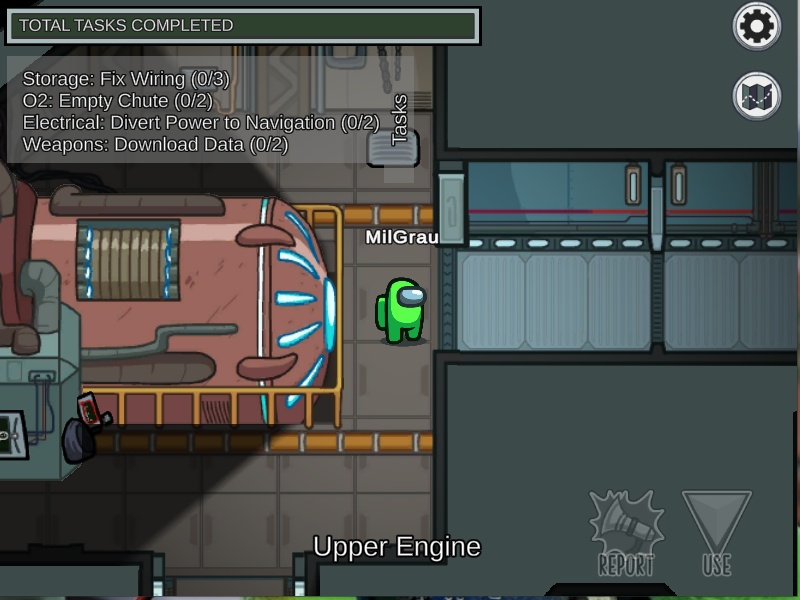 TOTAL TASKS COMPLETED
Storage: Fix Wiring (0/3)
O2: Empty Chute (0/2)
Electrical: Divert Power to Navigation (0/2)
Weapons: Download Data (0/2)
Tasks
MilGrau
Upper Engine
REPORT
USE